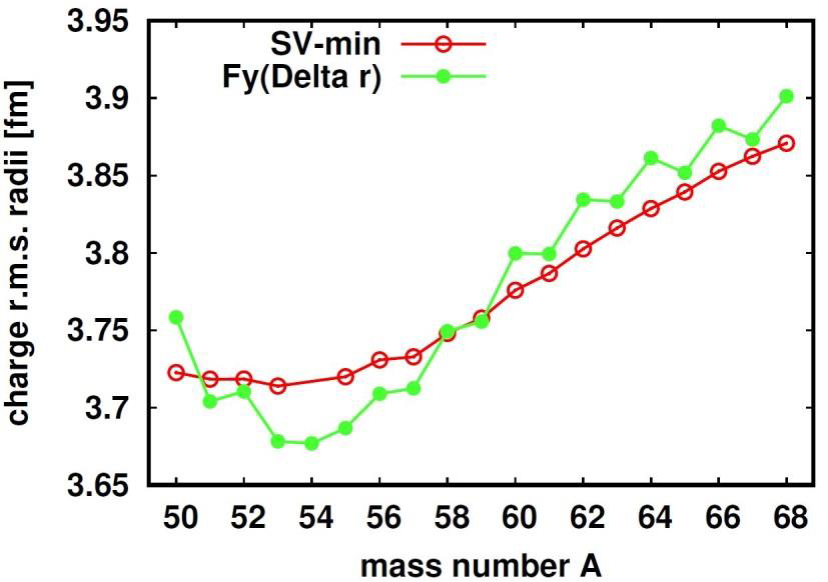 SV-min
Fy(Delta r)
charge r.m.s. radii [fm]
3.95
3.9
3.85
3.8
3.75
3.7
3.65
50 52 54 56 58 60 62 64 66 68
mass number A